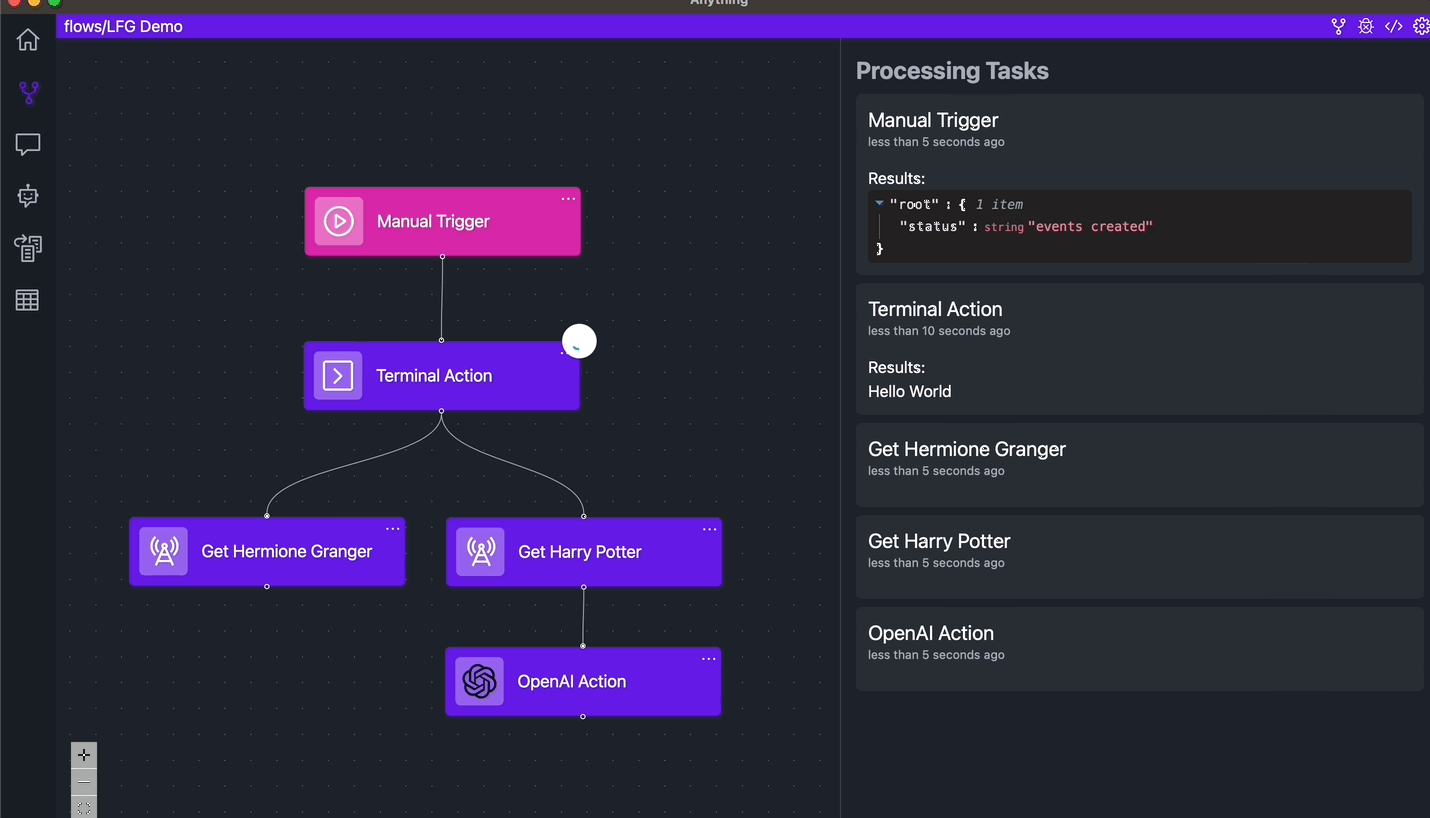 Anything
flows/LFG Demo
Manual Trigger
Terminal Action
Get Hermione Granger
Get Harry Potter
OpenAI Action
Processing Tasks
Manual Trigger
less than 5 seconds ago
Results:
"root" : { 1 item
"status" : string "events created"
}
Terminal Action
less than 10 seconds ago
Results:
Hello World
Get Hermione Granger
less than 5 seconds ago
Get Harry Potter
less than 5 seconds ago
OpenAI Action
less than 5 seconds ago